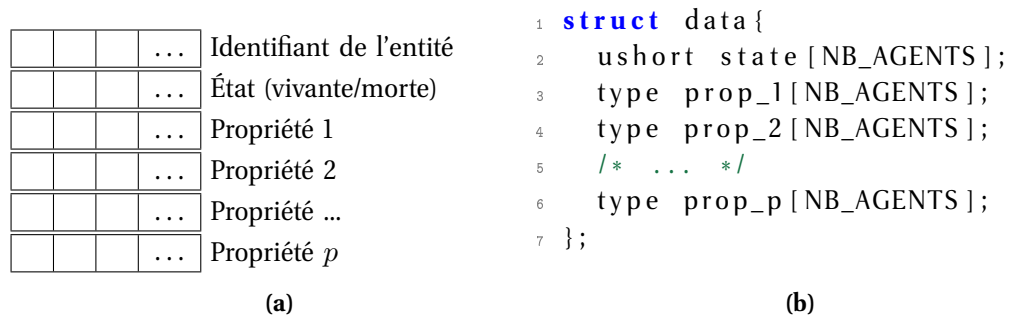 ... Identifiant de l'entité
... État (vivante/morte)
... Propriété 1
... Propriété 2
... Propriété ...
... Propriété p
(a)
1 struct data{
2 ushort state[NB_AGENTS];
3 type prop_1[NB_AGENTS];
4 type prop_2[NB_AGENTS];
5 /* ... */
6 type prop_p[NB_AGENTS];
7 };
(b)